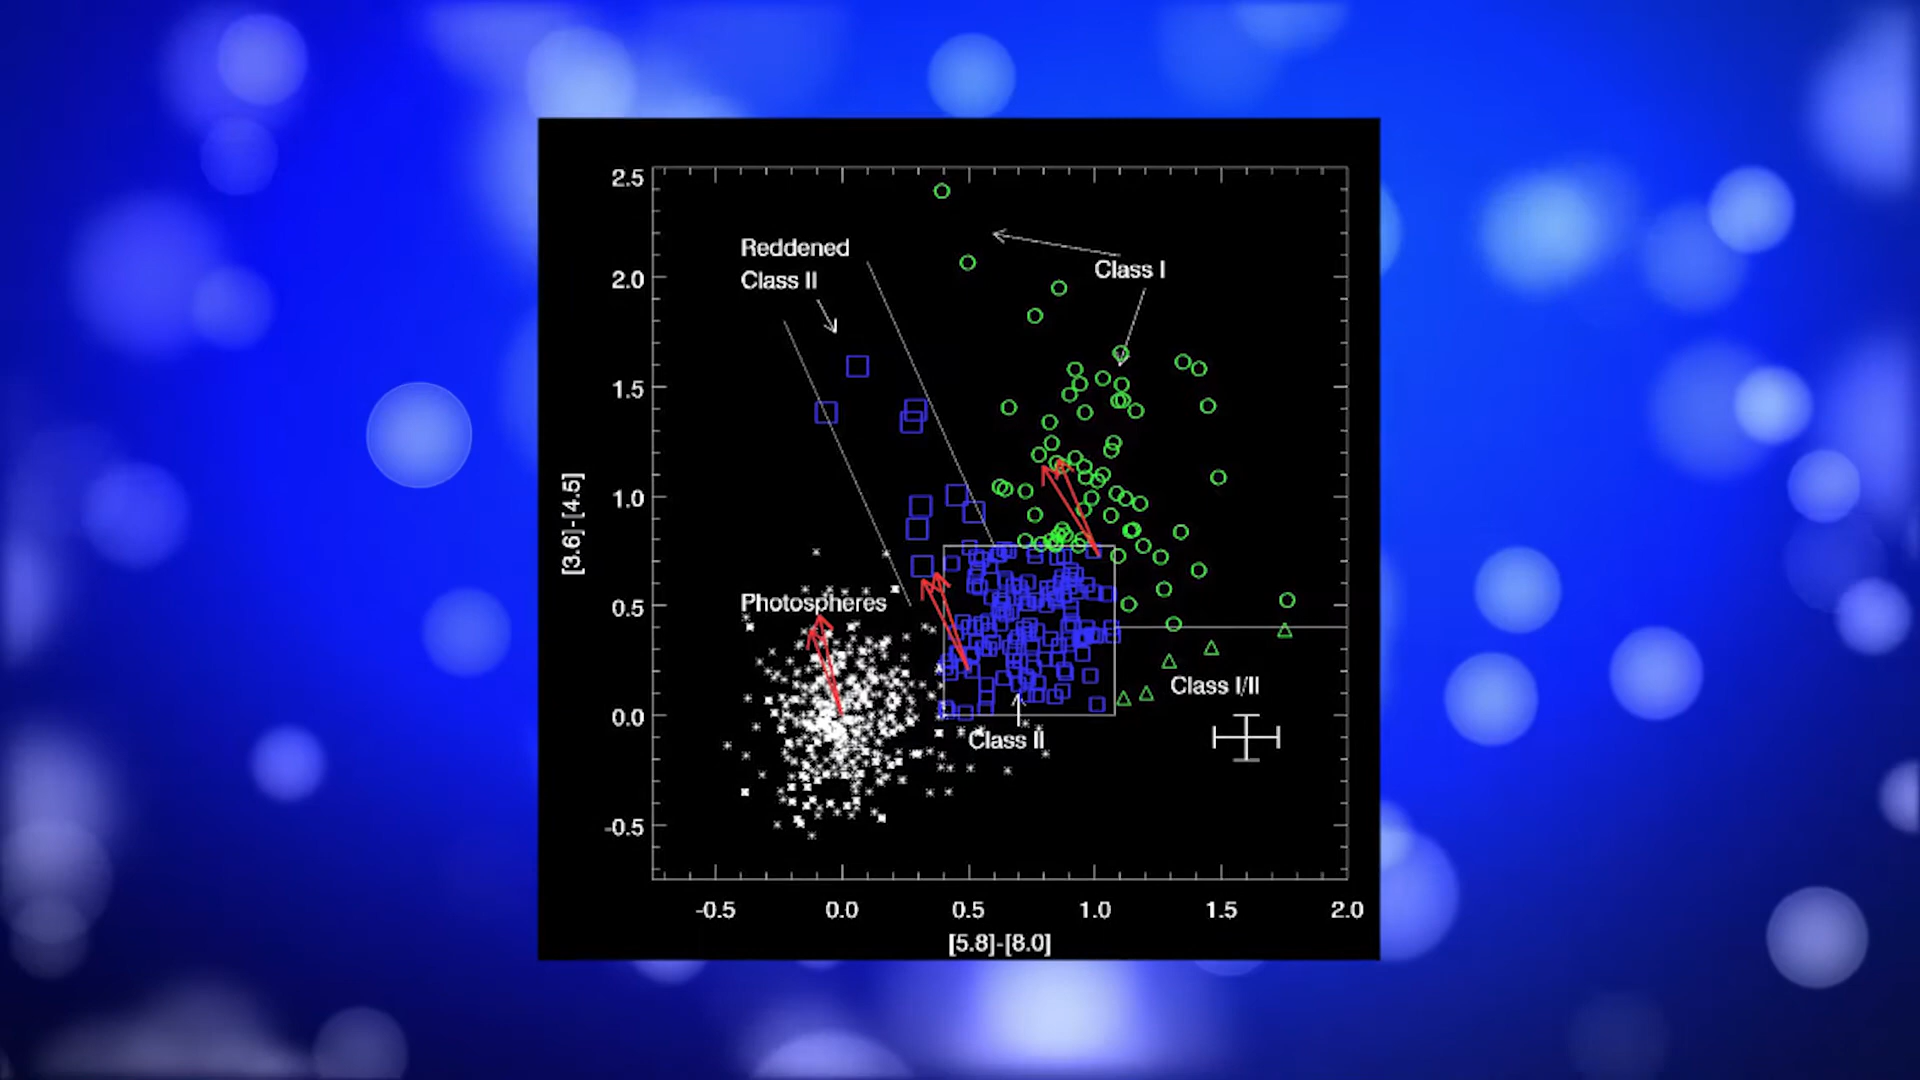 2.5
Reddened
Class II
Class I
2.0
1.5
1.0
[3.6]-[4.5]
Photospheres
0.5
Class I/II
0.0
Class II
-0.5
-0.5 0.0 0.5 1.0 1.5 2.0
[5.8]-[8.0]